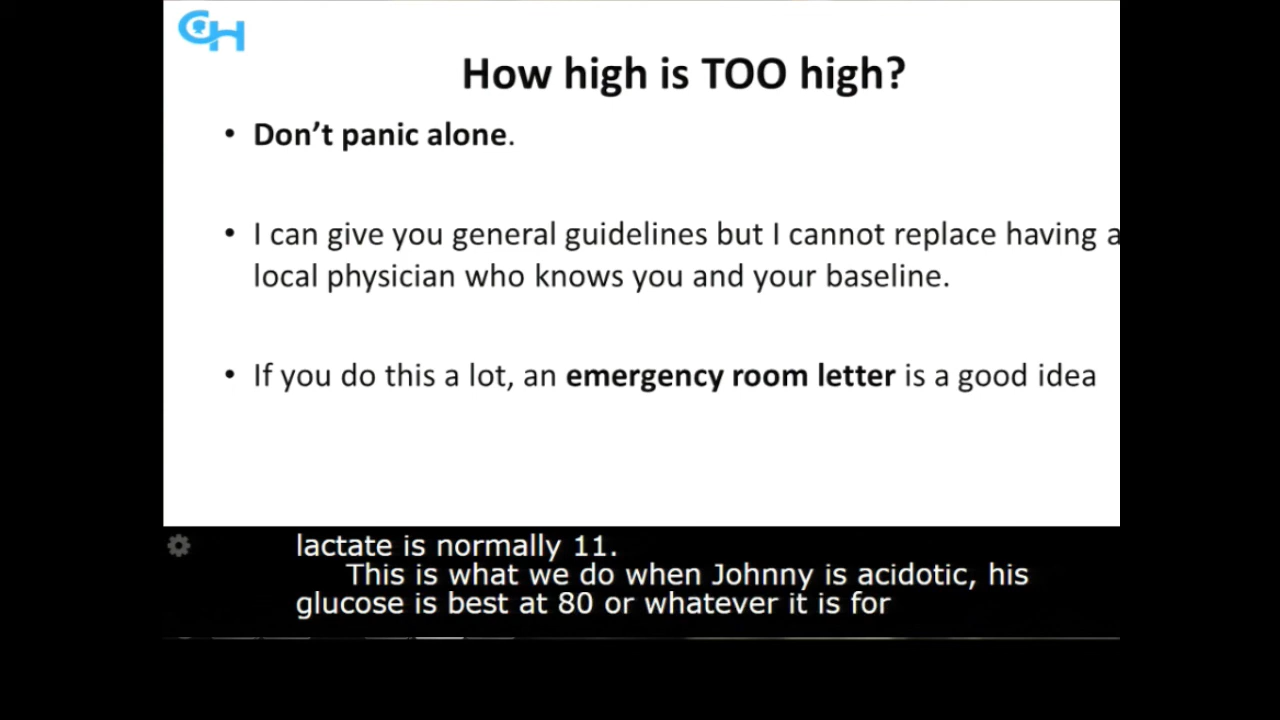 CH
How high is TOO high?
• Don’t panic alone.
• I can give you general guidelines but I cannot replace having a
local physician who knows you and your baseline.
• If you do this a lot, an emergency room letter is a good idea
lactate is normally 11.
This is what we do when Johnny is acidotic, his
glucose is best at 80 or whatever it is for